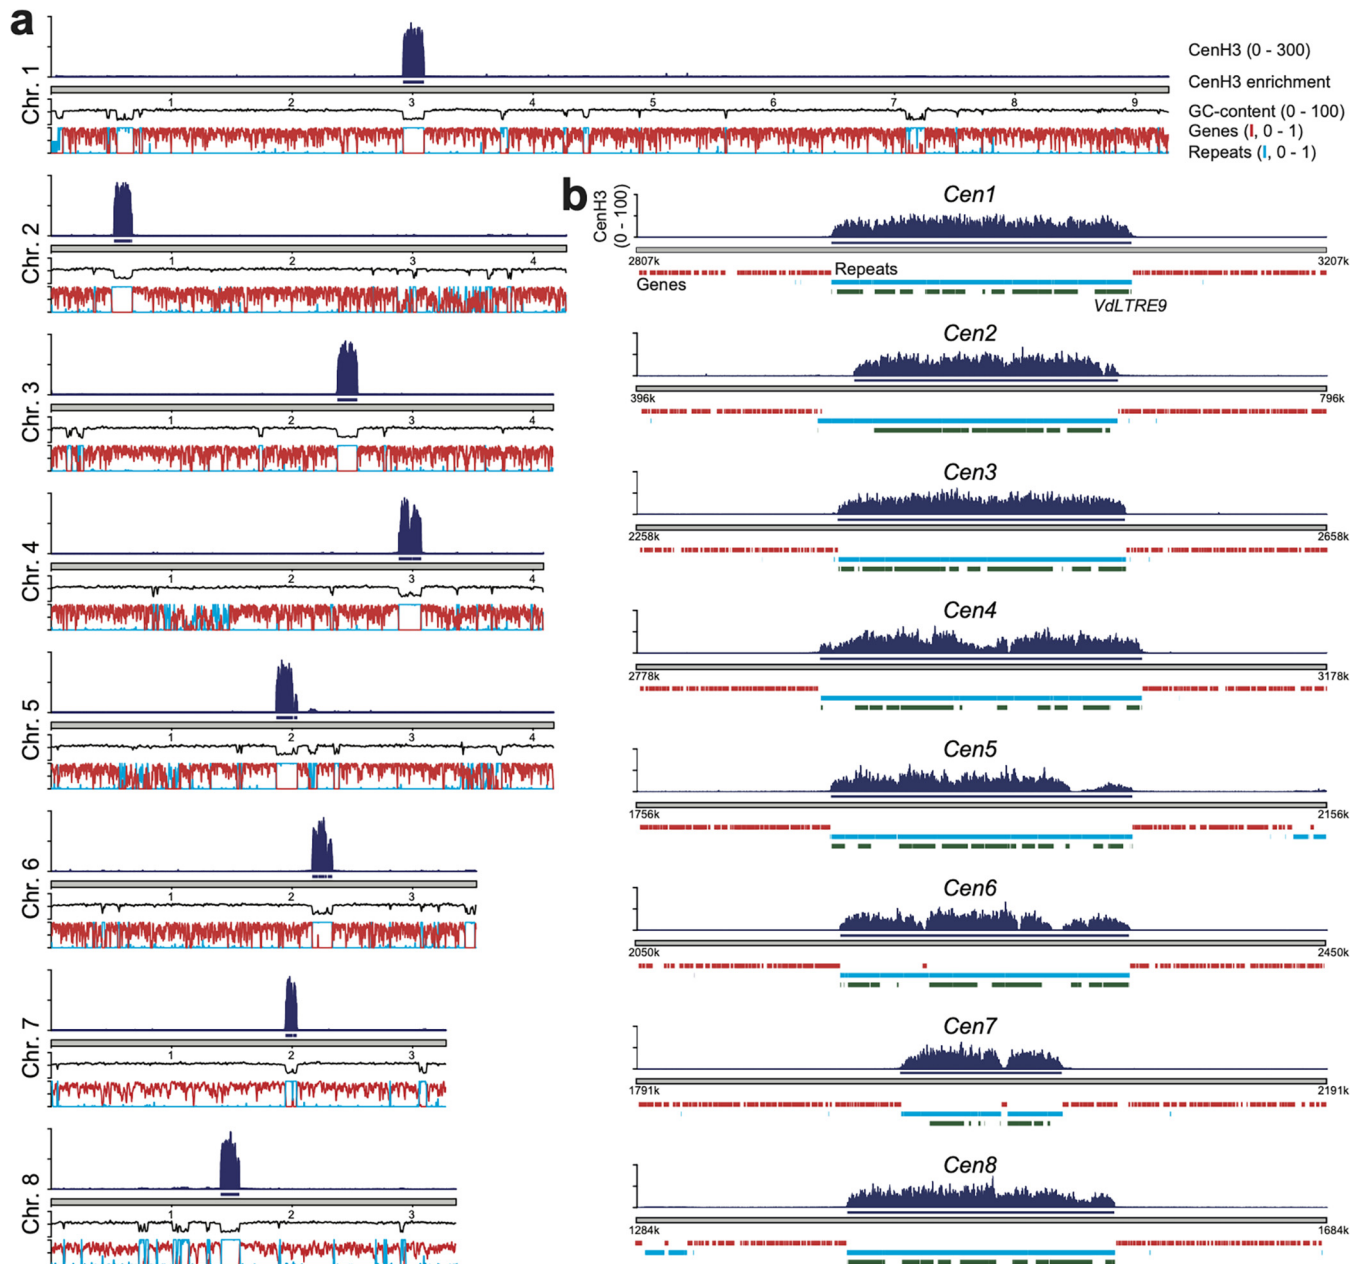 a
Chr. 1
CenH3 (0 - 300)
CenH3 enrichment
1 2 3 4 5 6 7 8 9
GC-content (0 - 100)
Genes (I, 0 - 1)
Repeats (I, 0 - 1)
Chr. 2
1 2 3 4
Chr. 3
1 2 3 4
Chr. 4
1 2 3 4
Chr. 5
1 2 3 4
Chr. 6
1 2 3
Chr. 7
1 2 3
Chr. 8
1 2 3
b
CenH3
(0 - 100)
Cen1
2807k 3207k
Repeats
Genes
VdLTRE9
Cen2
396k 796k
Cen3
2258k 2658k
Cen4
2778k 3178k
Cen5
1756k 2156k
Cen6
2050k 2450k
Cen7
1791k 2191k
Cen8
1284k 1684k